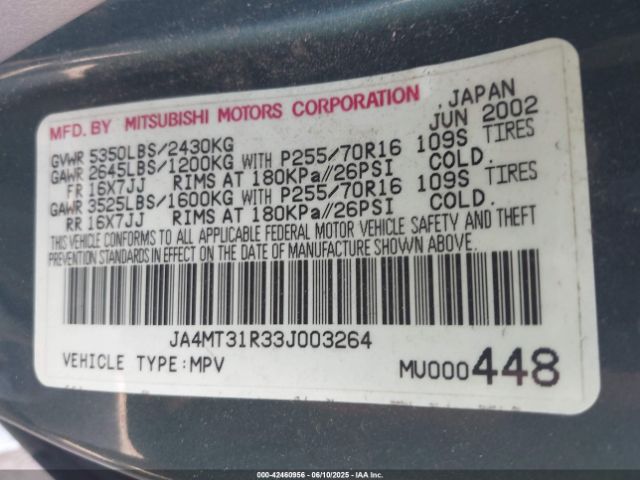 MFD. BY MITSUBISHI MOTORS CORPORATION, JAPAN
GVWR 5350LBS/2430KG JUN 2002
GAWR 2645LBS/1200KG WITH P255/70R16 109S TIRES
FR 16X7JJ RIMS AT 180KPa//26PSI COLD.
GAWR 3525LBS/1600KG WITH P255/70R16 109S TIRES
RR 16X7JJ RIMS AT 180KPa//26PSI COLD.
THIS VEHICLE CONFORMS TO ALL APPLICABLE FEDERAL MOTOR VEHICLE SAFETY AND THEFT
PREVENTION STANDARDS IN EFFECT ON THE DATE OF MANUFACTURE SHOWN ABOVE.
JA4MT31R33J003264
VEHICLE TYPE:MPV MU000448
000-42460956 - 06/10/2025 - IAAI.com